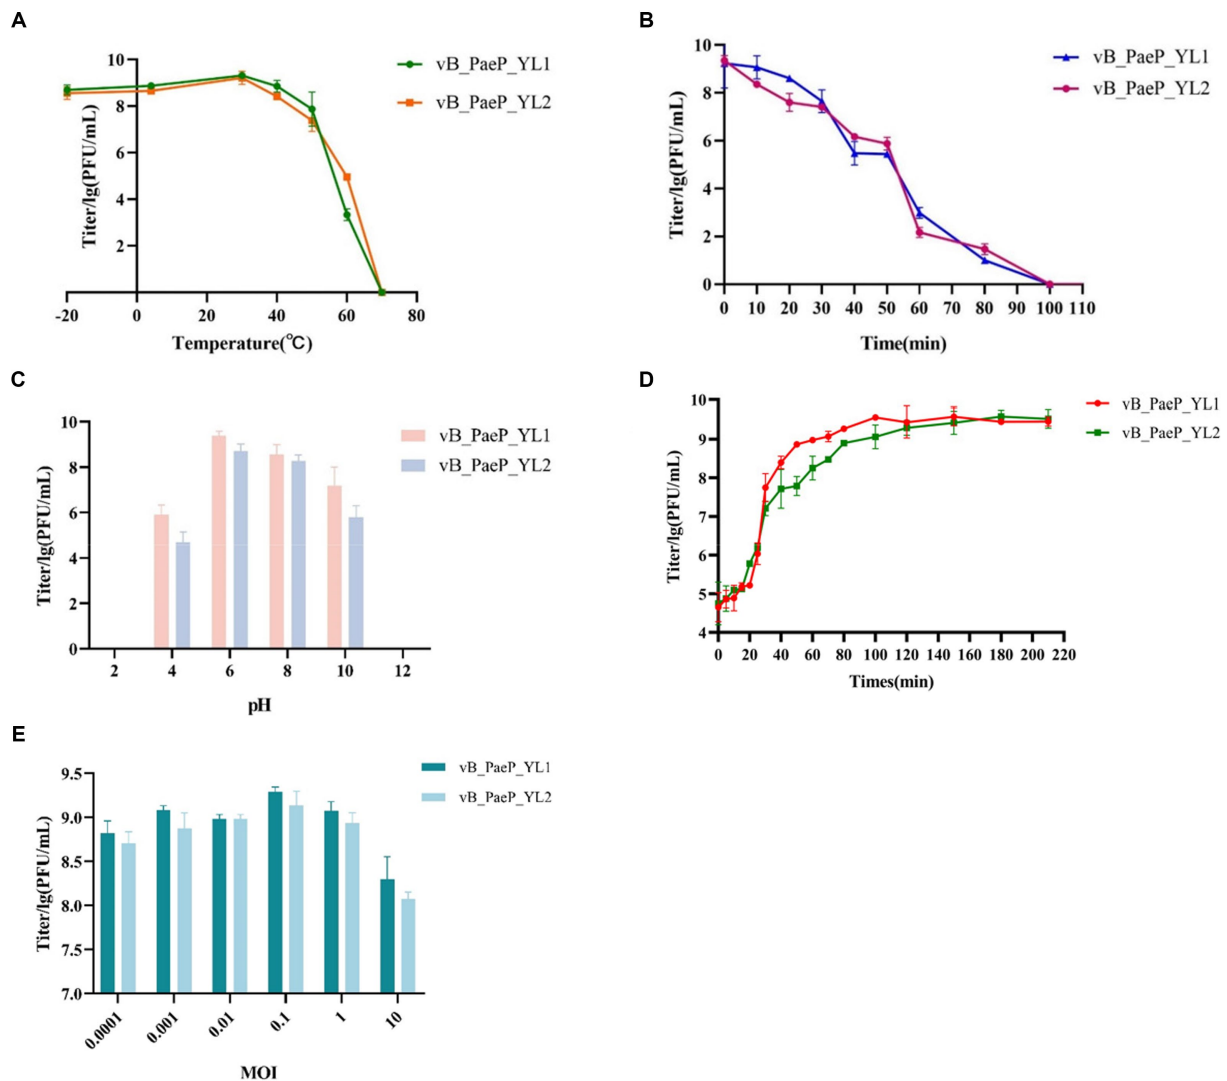 A
vB_PaeP_YL1
vB_PaeP_YL2
Titer/lg(PFU/mL)
10
8
6
4
2
-20 0 20 40 60 80
Temperature(℃)
B
vB_PaeP_YL1
vB_PaeP_YL2
Titer/lg(PFU/mL)
10
8
6
4
2
0
0 10 20 30 40 50 60 70 80 90 100 110
Time(min)
C
vB_PaeP_YL1
vB_PaeP_YL2
Titer/lg(PFU/mL)
10
8
6
4
2
0
2 4 6 8 10 12
pH
D
vB_PaeP_YL1
vB_PaeP_YL2
Titer/lg(PFU/mL)
10
9
8
7
6
5
4
0 20 40 60 80 100 120 140 160 180 200 220
Times(min)
E
vB_PaeP_YL1
vB_PaeP_YL2
Titer/lg(PFU/mL)
9.5
9.0
8.5
8.0
7.5
7.0
0.0001 0.001 0.01 0.1 1 10
MOI